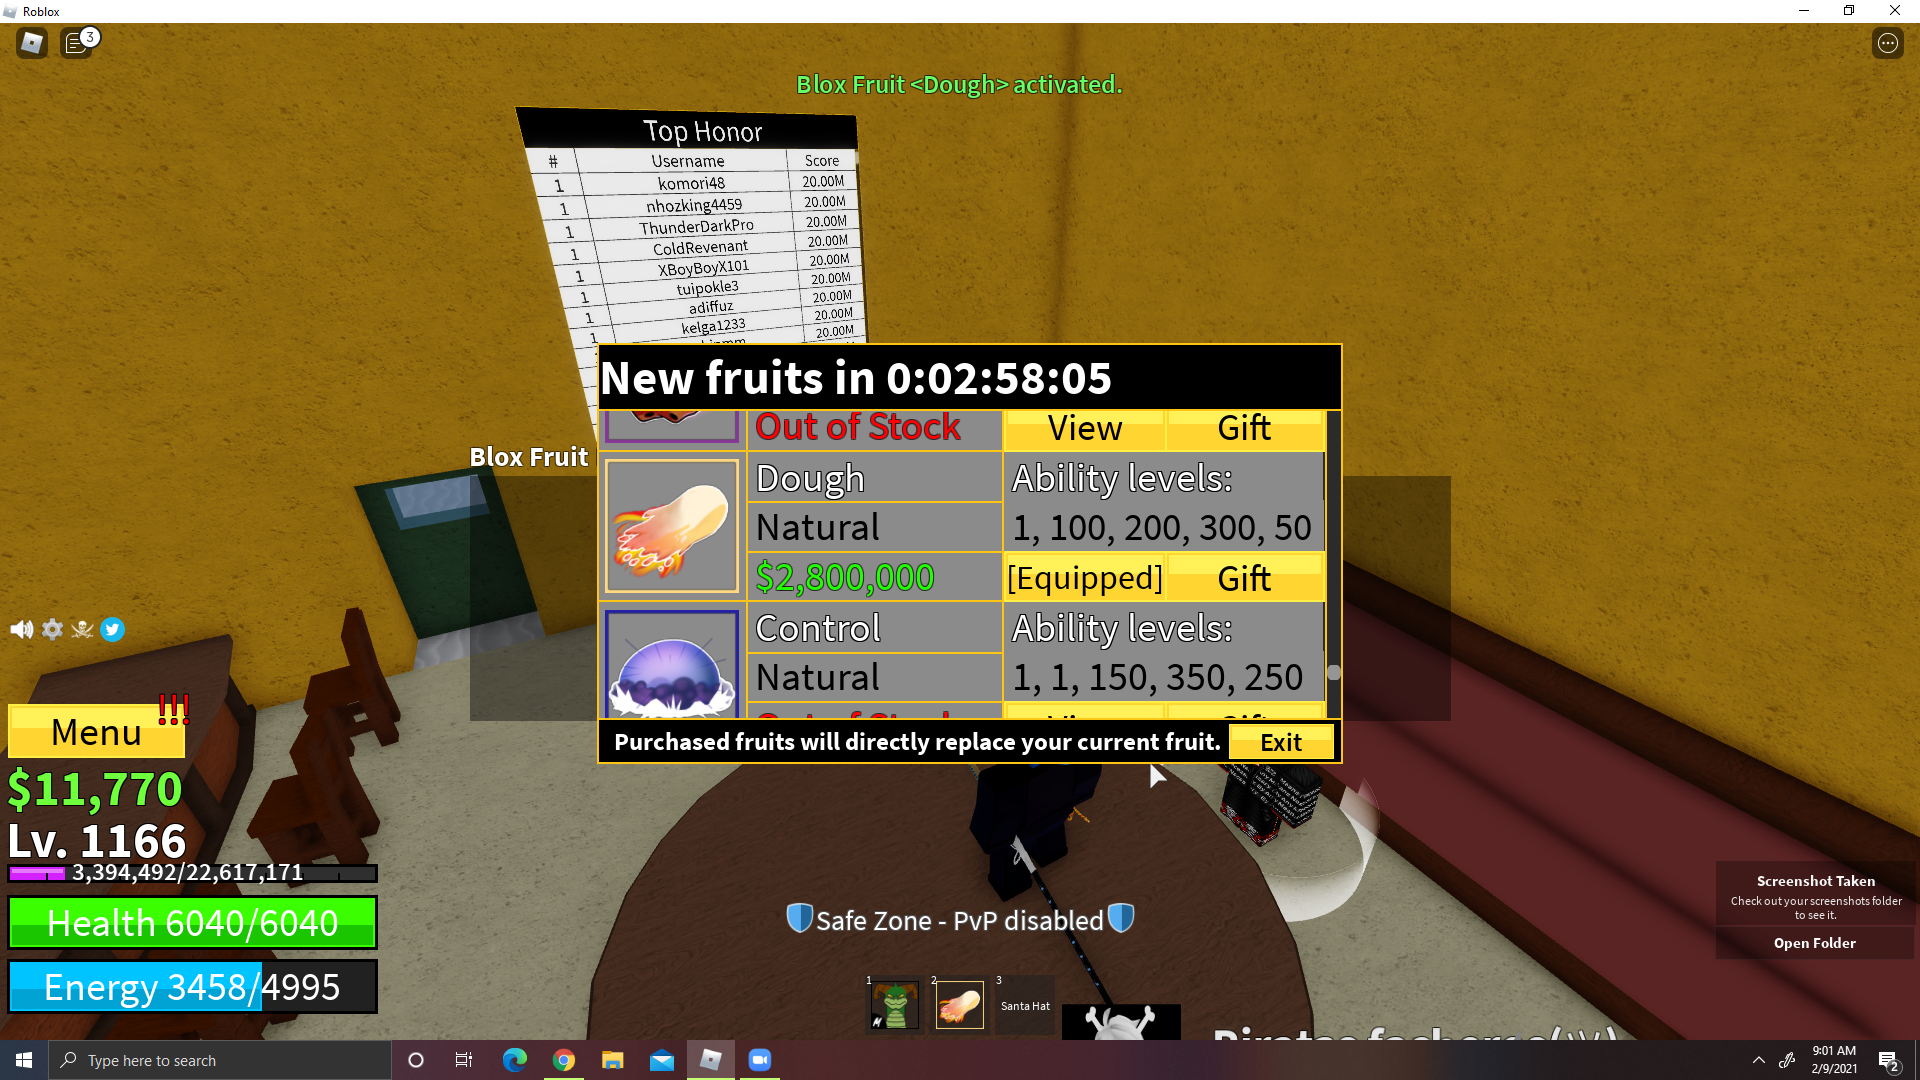 Roblox
3
Blox Fruit <Dough> activated.
Top Honor
# Username Score
1 komori48 20.00M
1 nhozking4459 20.00M
1 ThunderDarkPro 20.00M
1 ColdRevenant 20.00M
1 XBoyBoyX101 20.00M
1 tuipokle3 20.00M
1 adiffuz 20.00M
1 kelga1233 20.00M
New fruits in 0:02:58:05
Out of Stock View Gift
Blox Fruit
Dough Ability levels:
Natural 1, 100, 200, 300, 50
$2,800,000 [Equipped] Gift
Control Ability levels:
Natural 1, 1, 150, 350, 250
Out of Stock View Gift
Purchased fruits will directly replace your current fruit. Exit
!!!
Menu
$11,770
Lv. 1166
3,394,492/22,617,171
Health 6040/6040
Energy 3458/4995
Safe Zone - PvP disabled
Screenshot Taken
Check out your screenshots folder
to see it.
Open Folder
1 2 3
Santa Hat
Type here to search
9:01 AM
2/9/2021
2